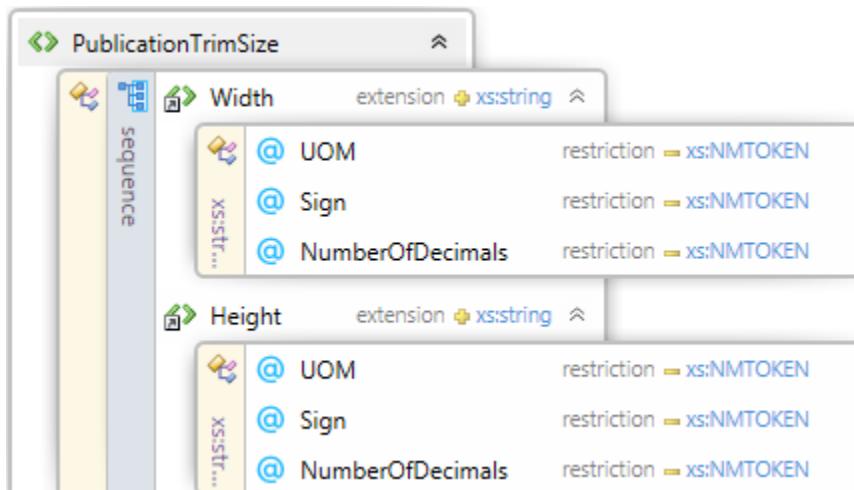 PublicationTrimSize
Width extension xs:string
sequence
UOM restriction xs:NMTOKEN
Sign restriction xs:NMTOKEN
NumberOfDecimals restriction xs:NMTOKEN
xs:str...
Height extension xs:string
UOM restriction xs:NMTOKEN
Sign restriction xs:NMTOKEN
NumberOfDecimals restriction xs:NMTOKEN
xs:str...